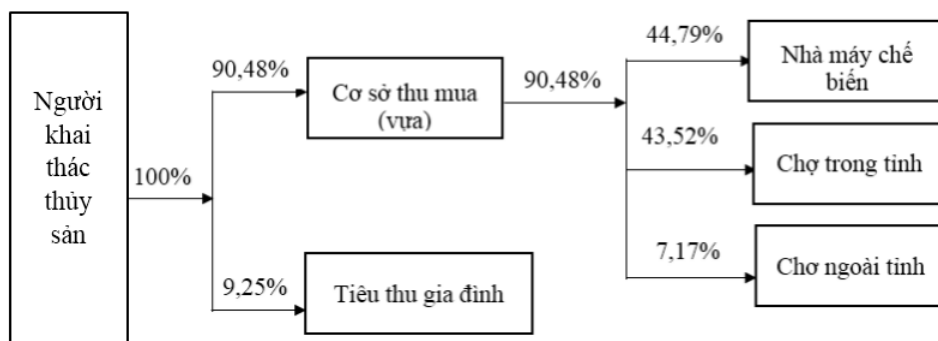 Người
khai
thác
thủy
sản
100%
90,48%
Cơ sở thu mua
(vựa)
9,25%
Tiêu thu gia đình
90,48%
44,79%
Nhà máy chế
biến
43,52%
Chợ trong tỉnh
7,17%
Chơ ngoài tỉnh